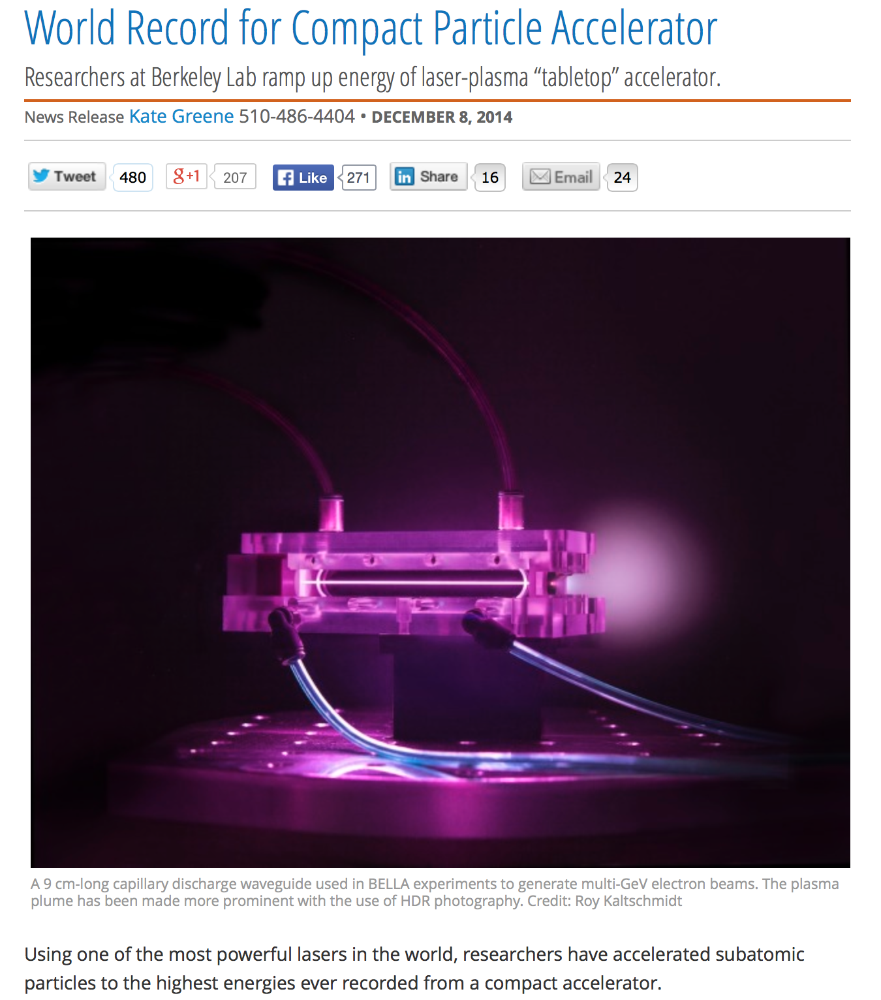 World Record for Compact Particle Accelerator
Researchers at Berkeley Lab ramp up energy of laser-plasma “tabletop” accelerator.
News Release Kate Greene 510-486-4404 • DECEMBER 8, 2014
Tweet 480 g+1 207 Like 271 in Share 16 Email 24
A 9 cm-long capillary discharge waveguide used in BELLA experiments to generate multi-GeV electron beams. The plasma
plume has been made more prominent with the use of HDR photography. Credit: Roy Kaltschmidt
Using one of the most powerful lasers in the world, researchers have accelerated subatomic
particles to the highest energies ever recorded from a compact accelerator.